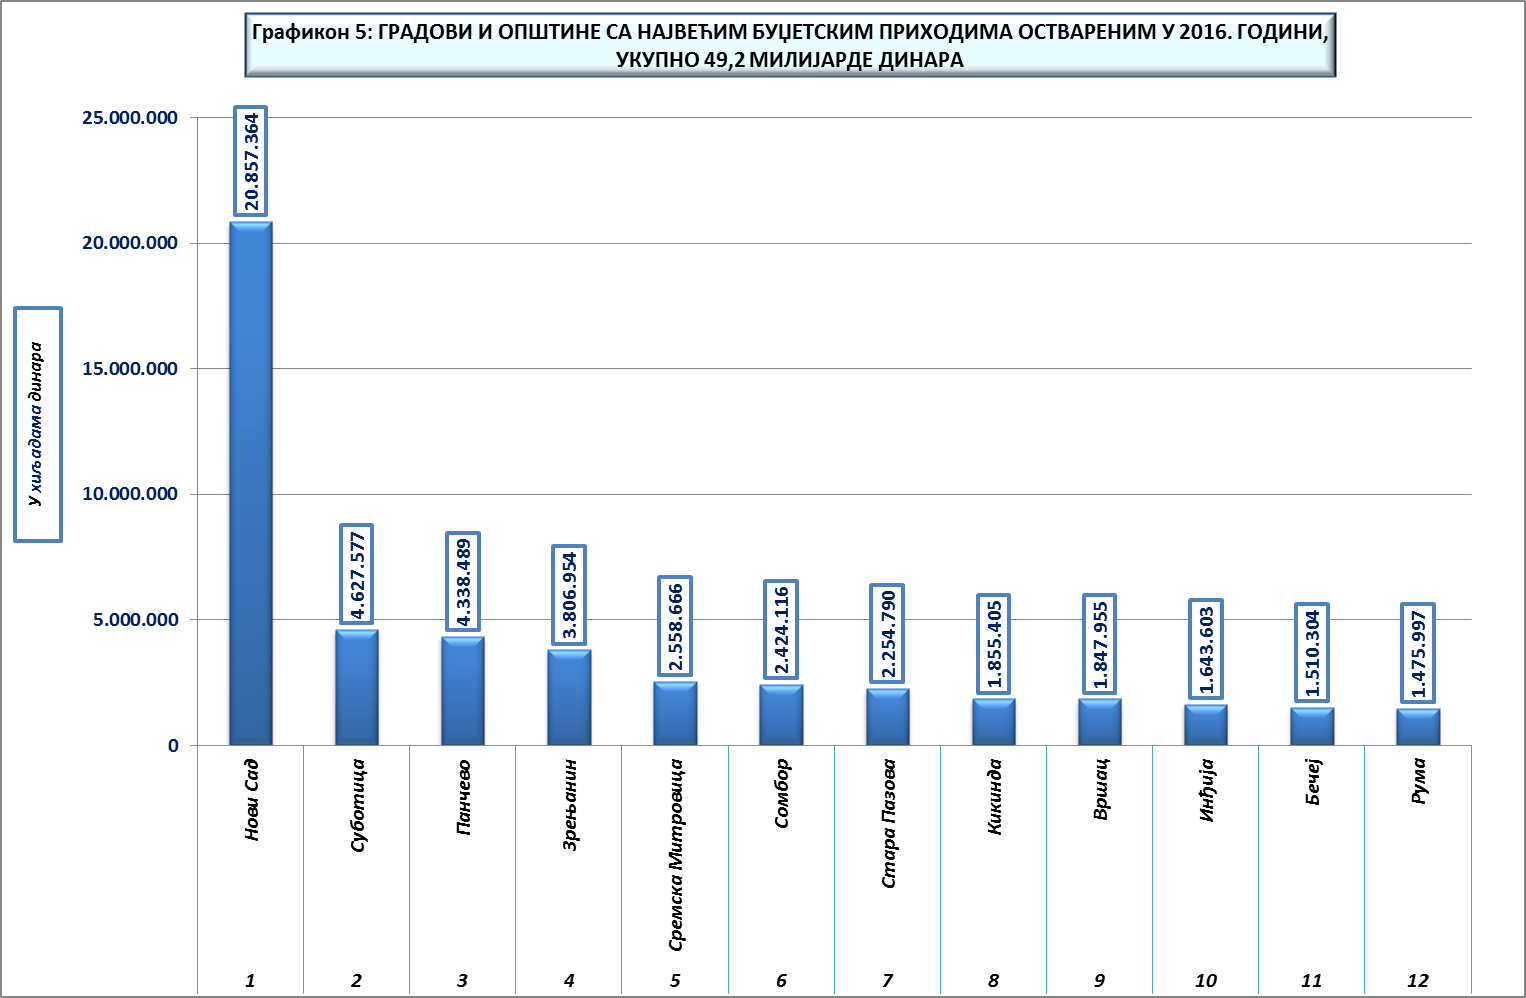 Графикон 5: ГРАДОВИ И ОПШТИНЕ СА НАЈВЕЋИМ БУЏЕТСКИМ ПРИХОДИМА ОСТВАРЕНИМ У 2016. ГОДИНИ,
УКУПНО 49,2 МИЛИЈАРДЕ ДИНАРА
У хиљадама динара
25.000.000
20.000.000
15.000.000
10.000.000
5.000.000
0
20.857.364
4.627.577
4.338.489
3.806.954
2.558.666
2.424.116
2.254.790
1.855.405
1.847.955
1.643.603
1.510.304
1.475.997
Нови Сад
Суботица
Панчево
Зрењанин
Сремска Митровица
Сомбор
Стара Пазова
Кикинда
Вршац
Инђија
Бечеј
Рума
1 2 3 4 5 6 7 8 9 10 11 12